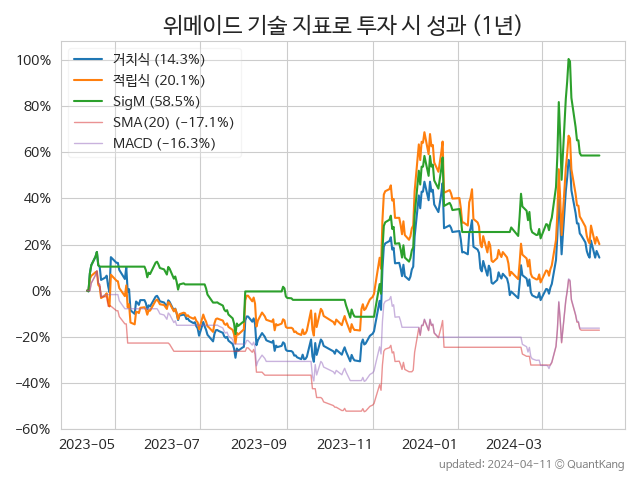 위메이드 기술 지표로 투자 시 성과 (1년)
거치식 (14.3%)
적립식 (20.1%)
SigM (58.5%)
SMA(20) (−17.1%)
MACD (−16.3%)
100%
80%
60%
40%
20%
0%
−20%
−40%
−60%
2023-05 2023-07 2023-09 2023-11 2024-01 2024-03
updated: 2024-04-11 © QuantKang